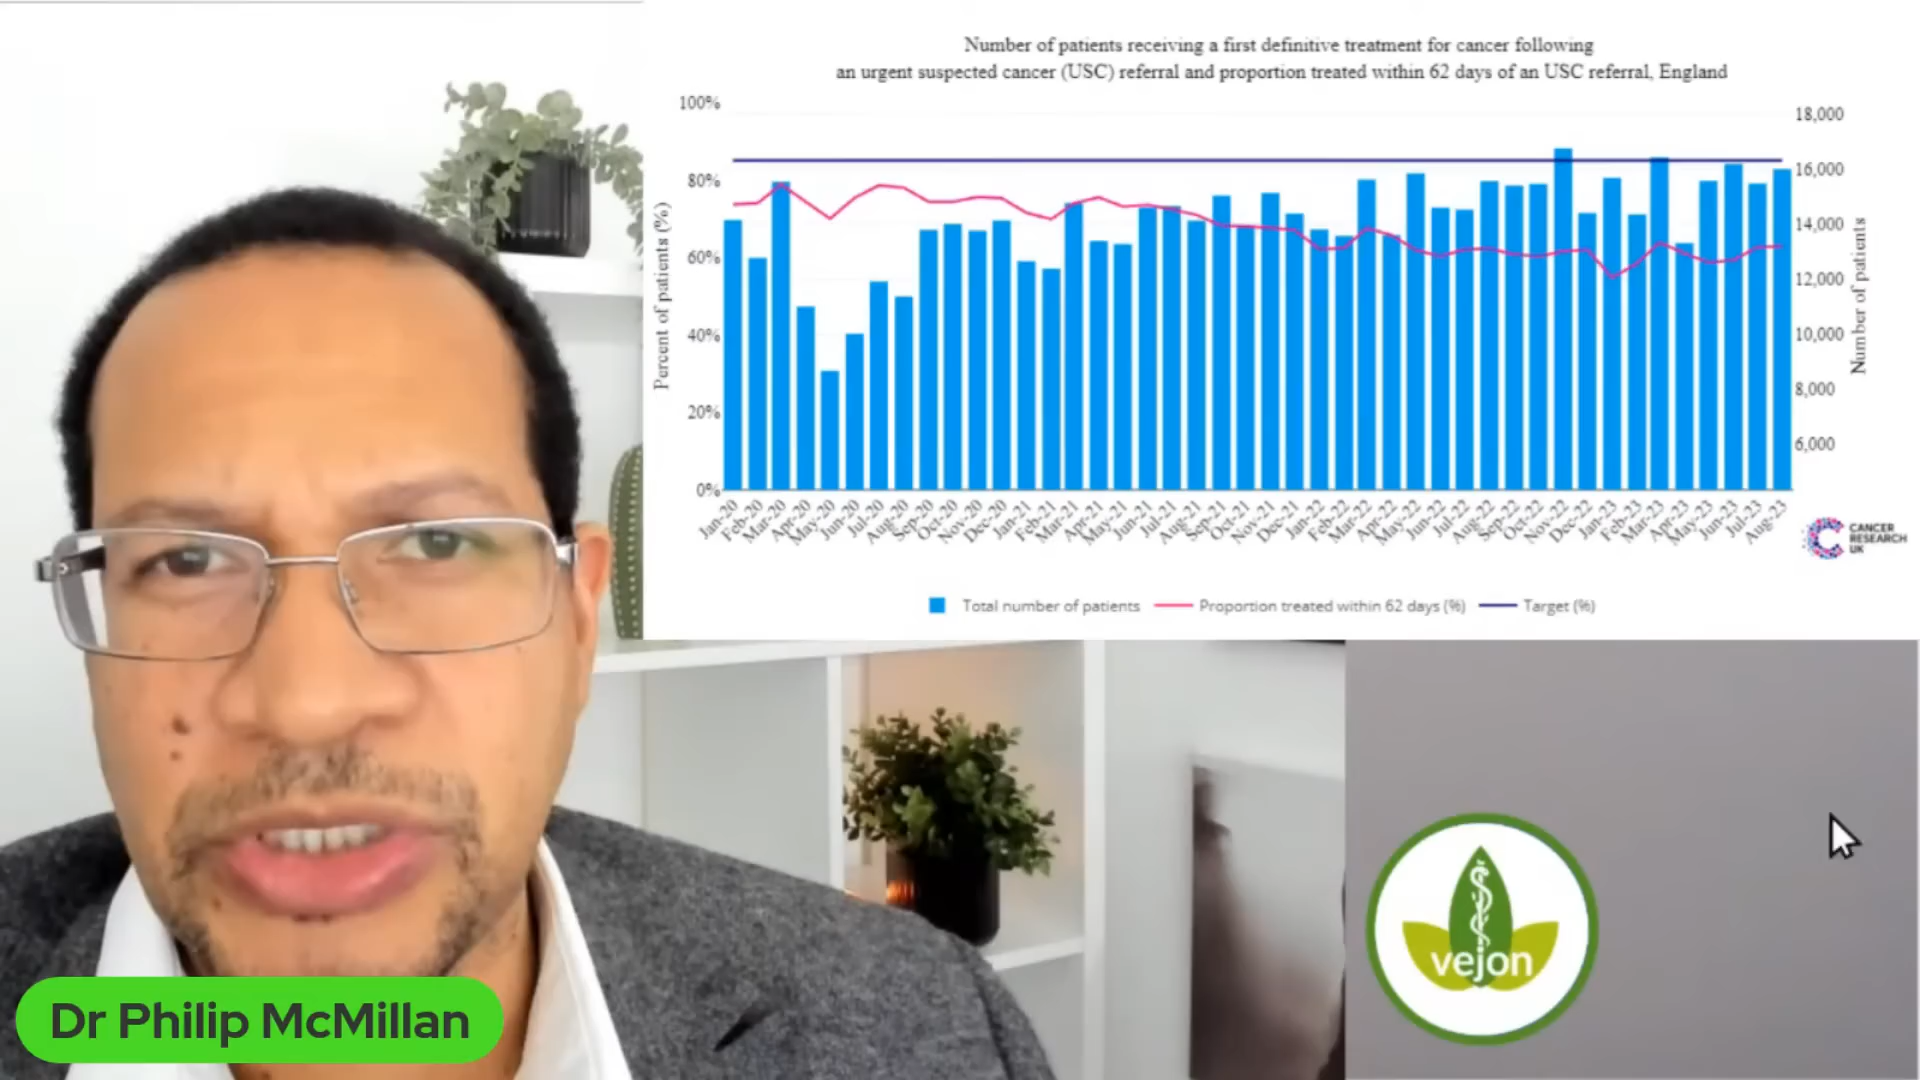 Number of patients receiving a first definitive treatment for cancer following
an urgent suspected cancer (USC) referral and proportion treated within 62 days of an USC referral, England
100%
80%
60%
40%
20%
0%
Percent of patients (%)
18,000
16,000
14,000
12,000
10,000
8,000
6,000
Number of patients
Jan-20
Feb-20
Mar-20
Apr-20
May-20
Jun-20
Jul-20
Aug-20
Sep-20
Oct-20
Nov-20
Dec-20
Jan-21
Feb-21
Mar-21
Apr-21
May-21
Jun-21
Jul-21
Aug-21
Sep-21
Oct-21
Nov-21
Dec-21
Jan-22
Feb-22
Mar-22
Apr-22
May-22
Jun-22
Jul-22
Aug-22
Sep-22
Oct-22
Nov-22
Dec-22
Jan-23
Feb-23
Mar-23
Apr-23
May-23
Jun-23
Jul-23
Aug-23
CANCER
RESEARCH
UK
Total number of patients Proportion treated within 62 days (%) Target (%)
vejon
Dr Philip McMillan